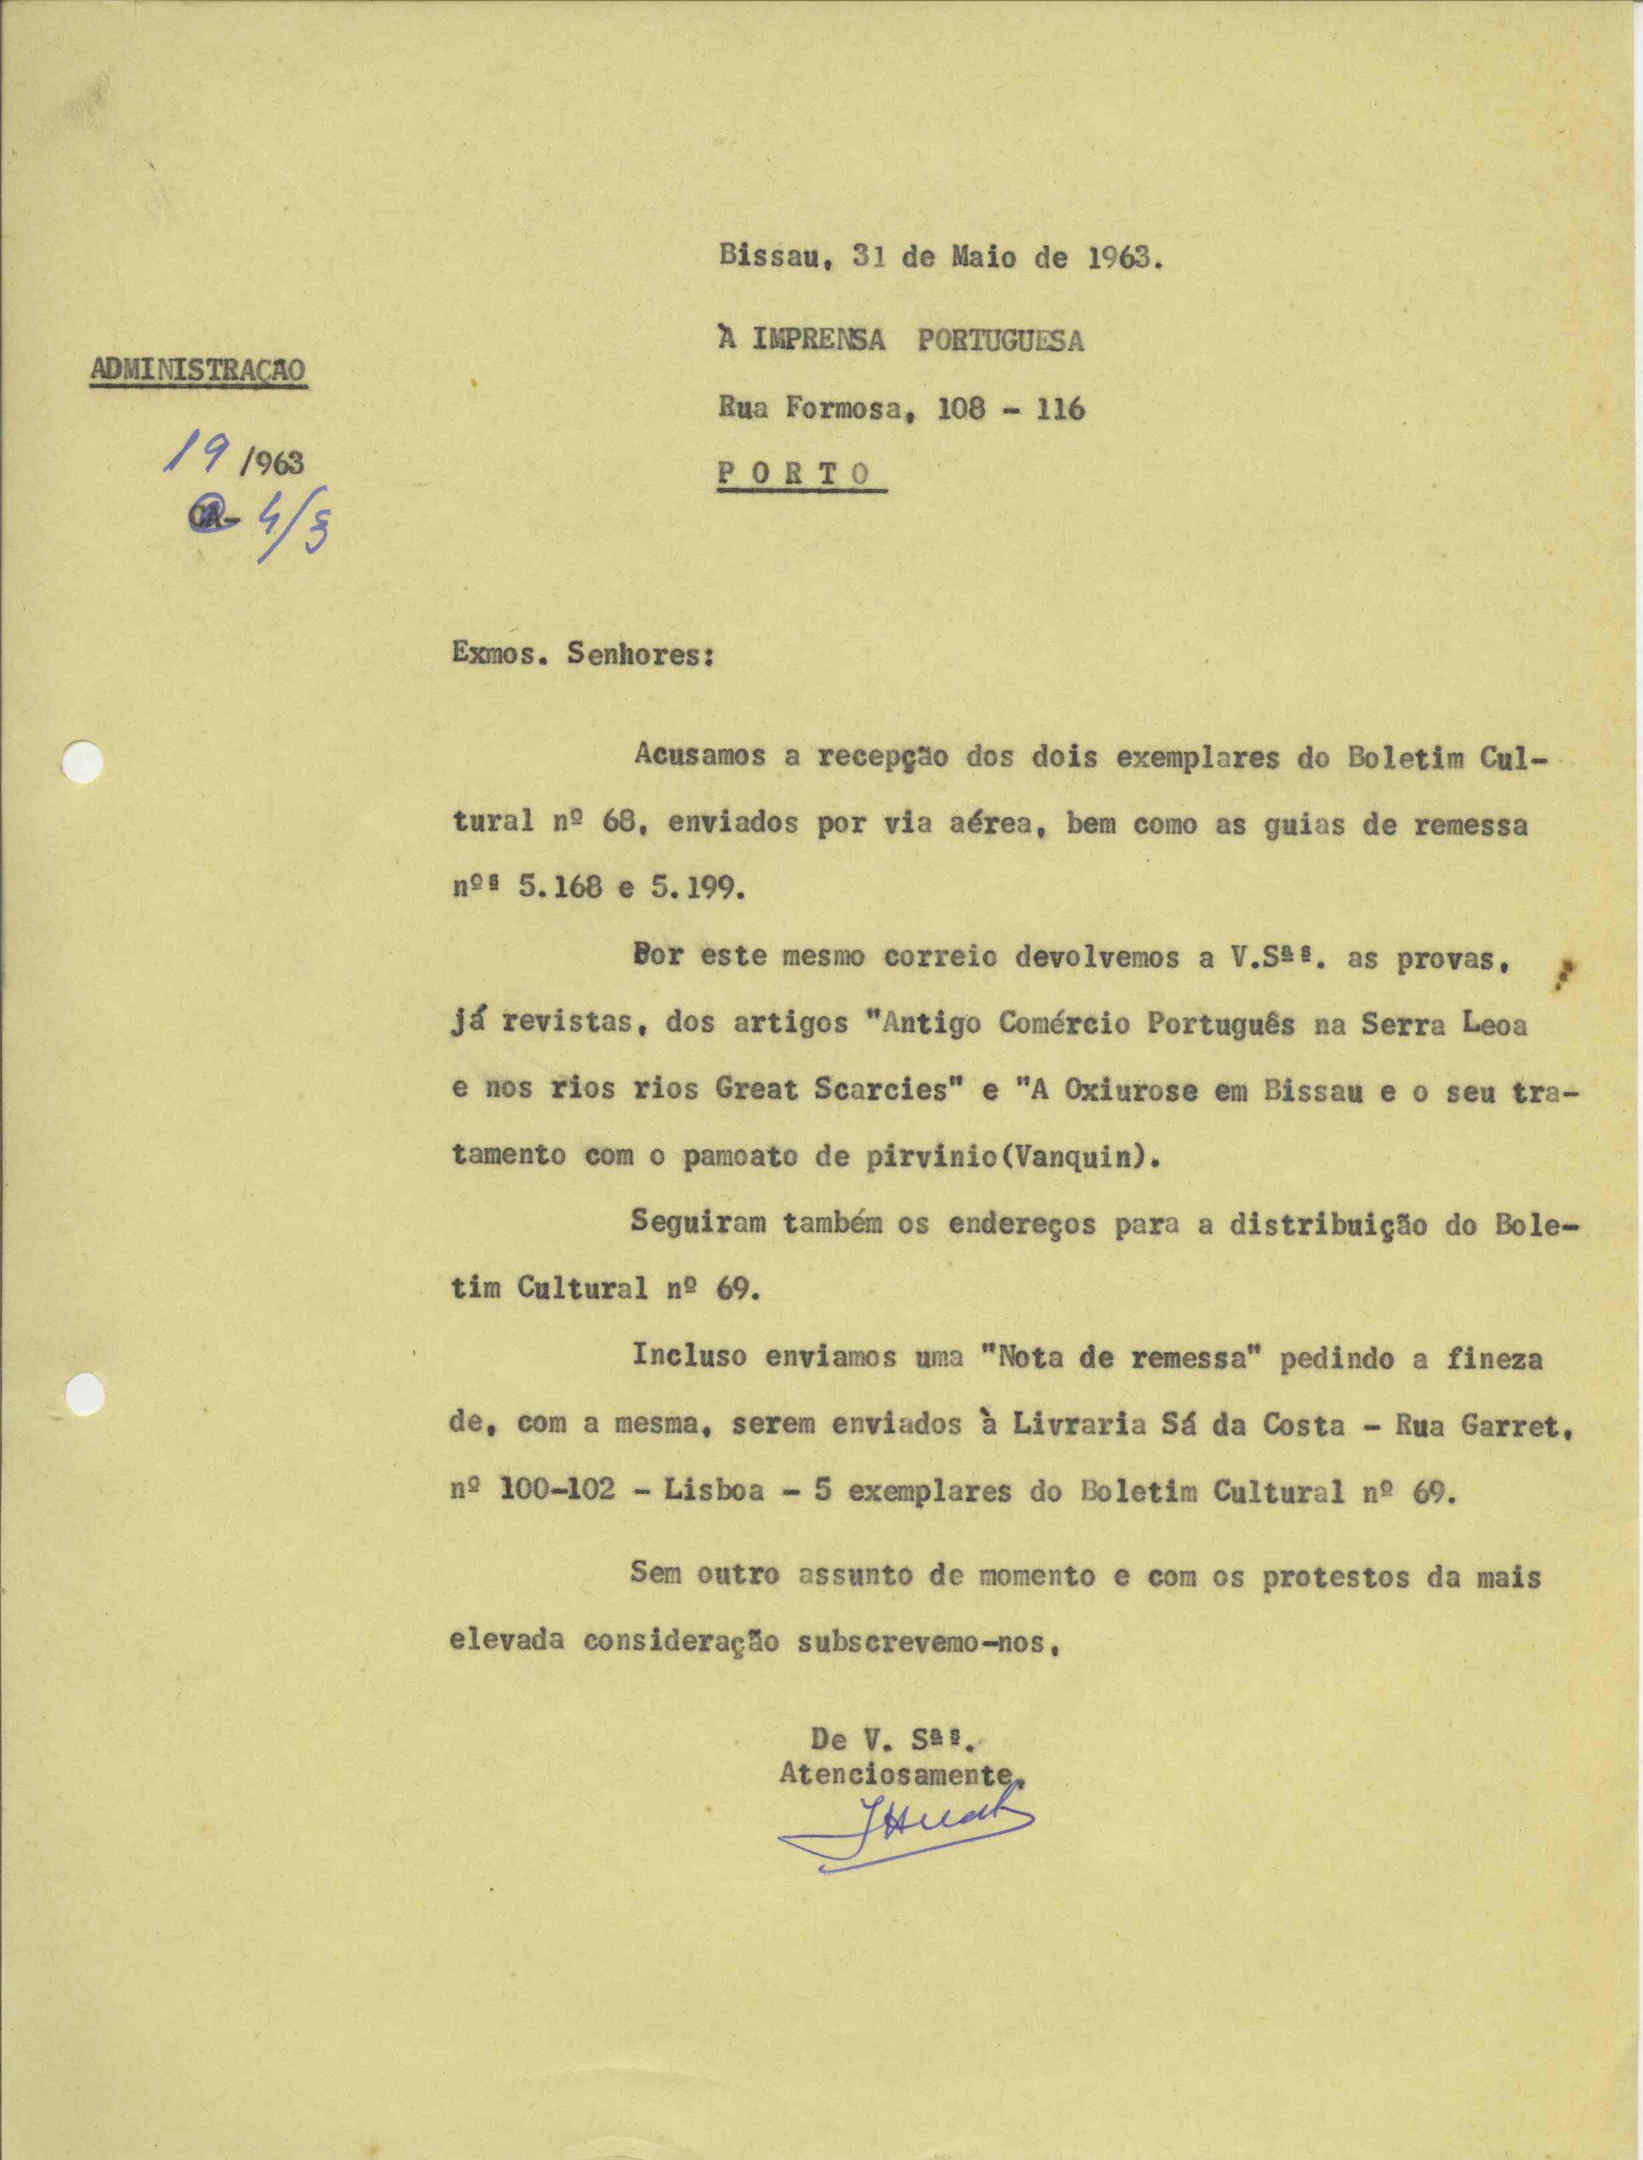 Bissau, 31 de Maio de 1963.
À IMPRENSA PORTUGUESA
ADMINISTRAÇÃO
Rua Formosa, 108 - 116
19 /963
PORTO
CA- 4/
Exmos. Senhores:
Acusamos a recepção dos dois exemplares do Boletim Cul-
tural nº 68, enviados por via aérea, bem como as guias de remessa
nºs 5.168 e 5.199.
Por este mesmo correio devolvemos a V.Sªs. as provas,
já revistas, dos artigos "Antigo Comércio Português na Serra Leoa
e nos rios rios Great Scarcies" e "A Oxiurose em Bissau e o seu tra-
tamento com o pamoato de pirvinio(Vanquin).
Seguiram também os endereços para a distribuição do Bole-
tim Cultural nº 69.
Incluso enviamos uma "Nota de remessa" pedindo a fineza
de, com a mesma, serem enviados à Livraria Sá da Costa - Rua Garret,
nº 100-102 - Lisboa - 5 exemplares do Boletim Cultural nº 69.
Sem outro assunto de momento e com os protestos da mais
elevada consideração subscrevemo-nos,
De V. Sªs.
Atenciosamente,